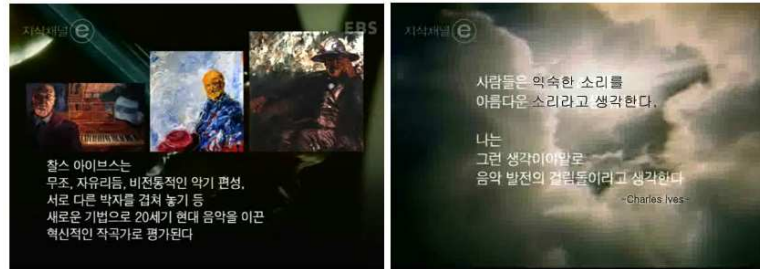 지식채널 e
EBS
찰스 아이브스는
무조, 자유리듬, 비전통적인 악기 편성,
서로 다른 박자를 겹쳐 놓기 등
새로운 기법으로 20세기 현대 음악을 이끈
혁신적인 작곡가로 평가된다
지식채널 e
사람들은 익숙한 소리를
아름다운 소리라고 생각한다.
나는
그런 생각이야말로
음악 발전의 걸림돌이라고 생각한다
-Charles Ives-